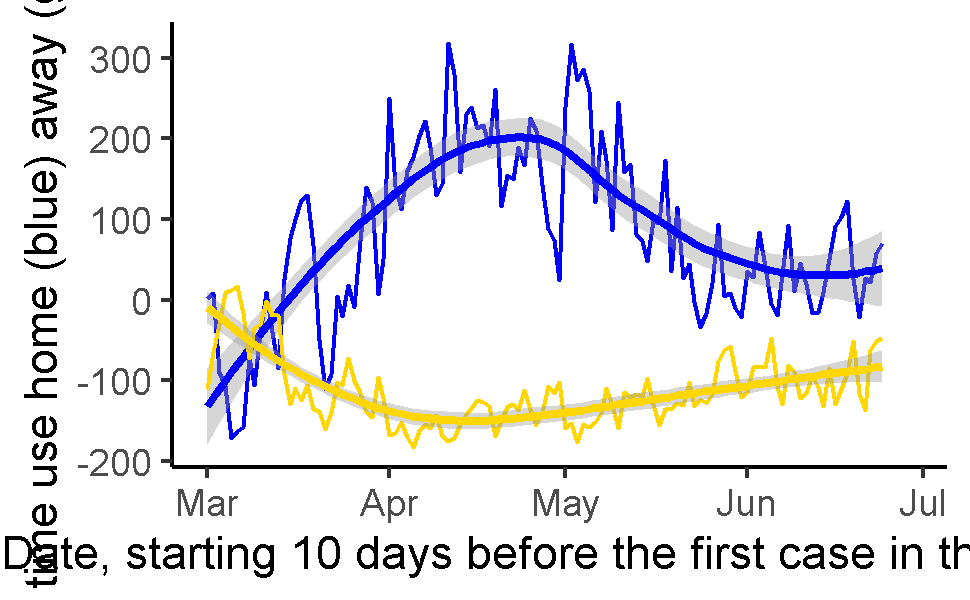 time use home (blue) away (
300
200
100
0
-100
-200
Mar Apr May Jun Jul
Date, starting 10 days before the first case in th